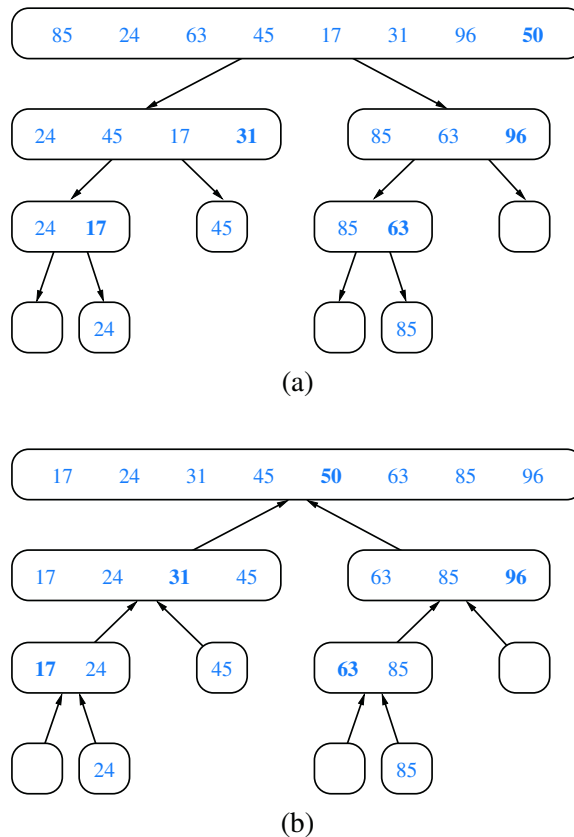 85 24 63 45 17 31 96 50
24 45 17 31 85 63 96
24 17 45 85 63
24 85
(a)
17 24 31 45 50 63 85 96
17 24 31 45 63 85 96
17 24 45 63 85
24 85
(b)